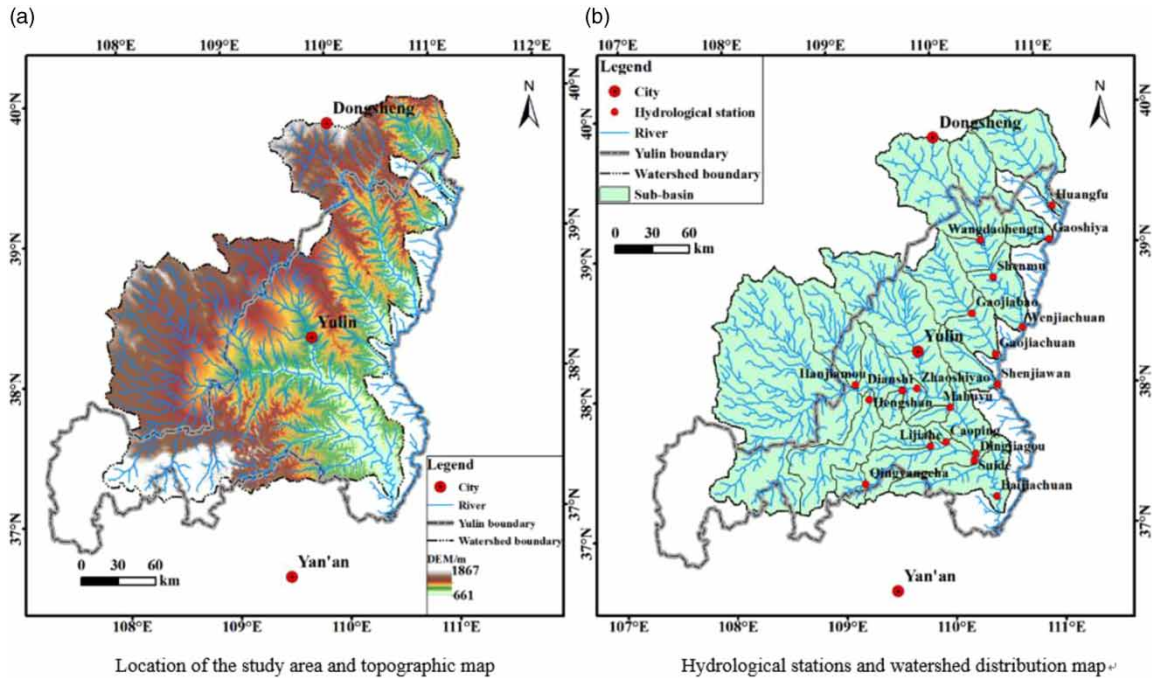 (a)
108°E 109°E 110°E 111°E 112°E
40°N
39°N
38°N
37°N
N
Dongsheng
Yulin
Yan'an
Legend
City
River
Yulin boundary
Watershed boundary
DEM/m
1867
661
0 30 60
km
108°E 109°E 110°E 111°E
Location of the study area and topographic map
(b)
107°E 108°E 109°E 110°E 111°E
40°N
39°N
38°N
37°N
Legend
City
Hydrological station
River
Yulin boundary
Watershed boundary
Sub-basin
0 30 60
km
N
Dongsheng
Huangfu
Wangdaohengta
Gaoshiya
Shenmu
Gaojiabao
Wenjiachuan
Yulin
Gaojiachuan
Hanjiamou
Dianshi
Zhaoshiyao
Shenjiawan
Hengshan
Mahuyu
Lijiahe
Caoping
Dingjiagou
Suide
Qingyangcha
Baijiachuan
Yan'an
40°N
39°N
38°N
37°N
107°E 108°E 109°E 110°E 111°E
Hydrological stations and watershed distribution map